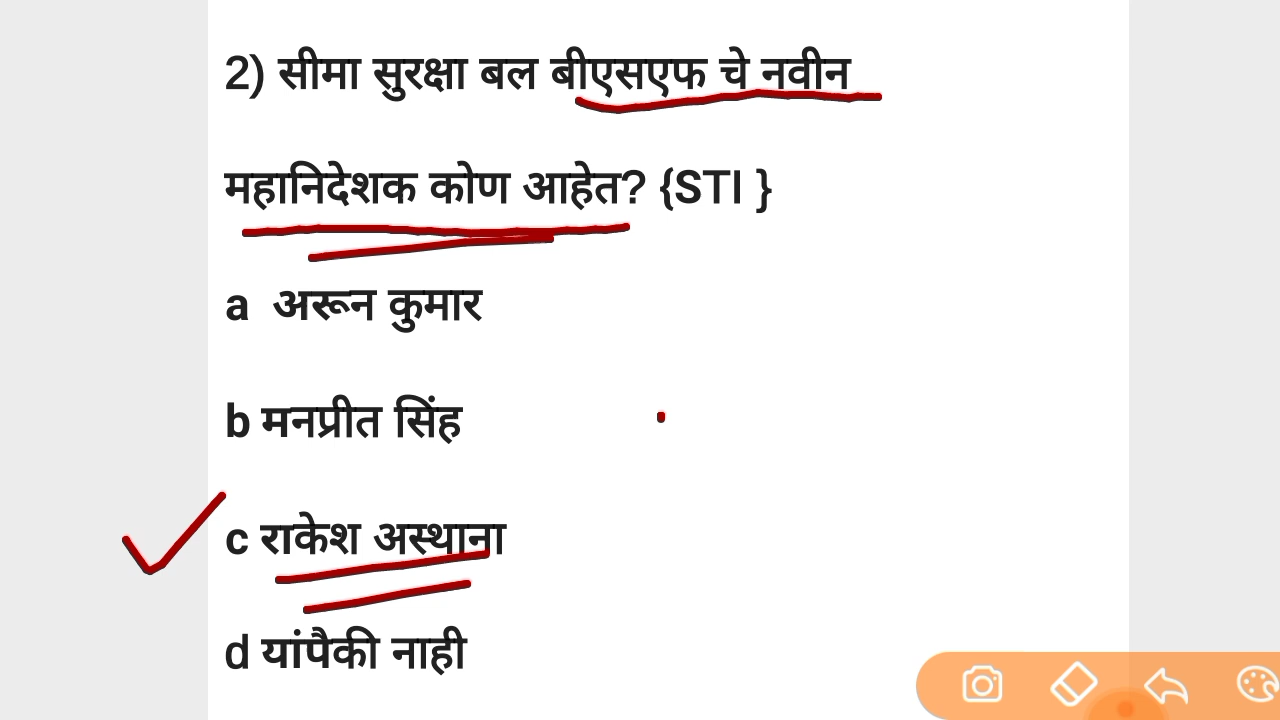 2) सीमा सुरक्षा बल बीएसएफ चे नवीन
महानिदेशक कोण आहेत? {STI }
a अरून कुमार
b मनप्रीत सिंह
c राकेश अस्थाना
d यांपैकी नाही